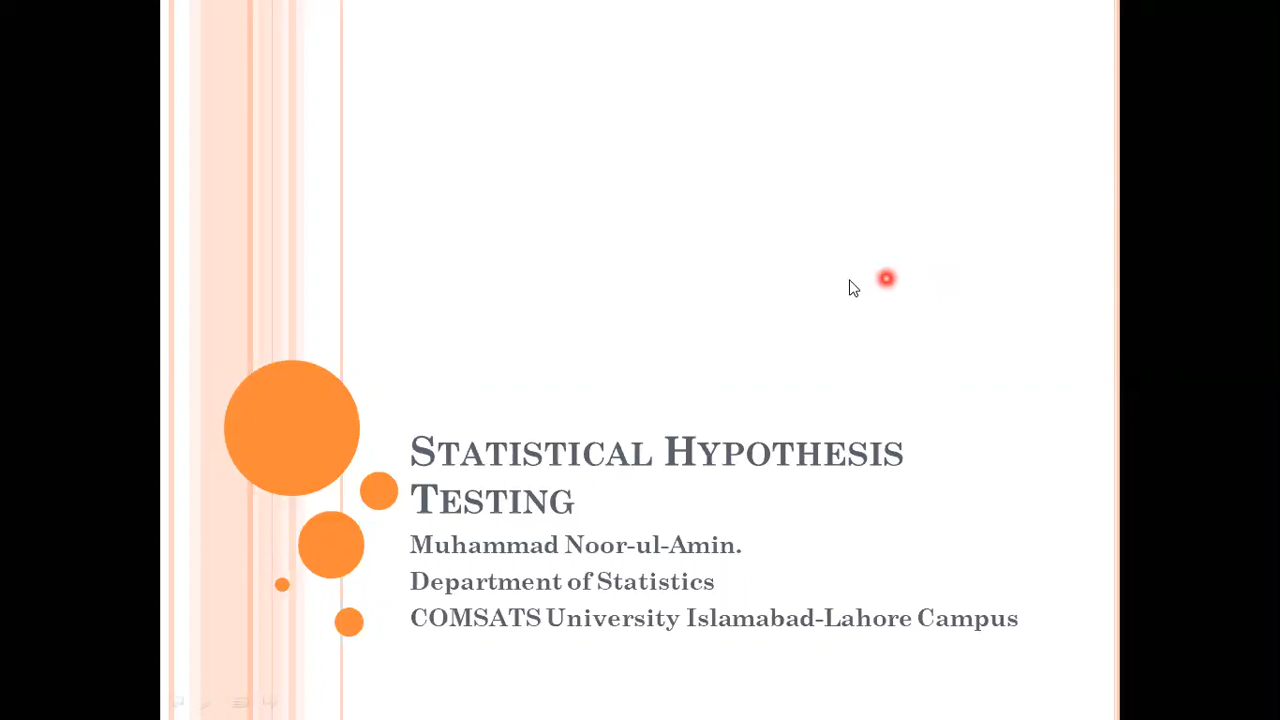 Statistical Hypothesis
Testing
Muhammad Noor-ul-Amin.
Department of Statistics
COMSATS University Islamabad-Lahore Campus